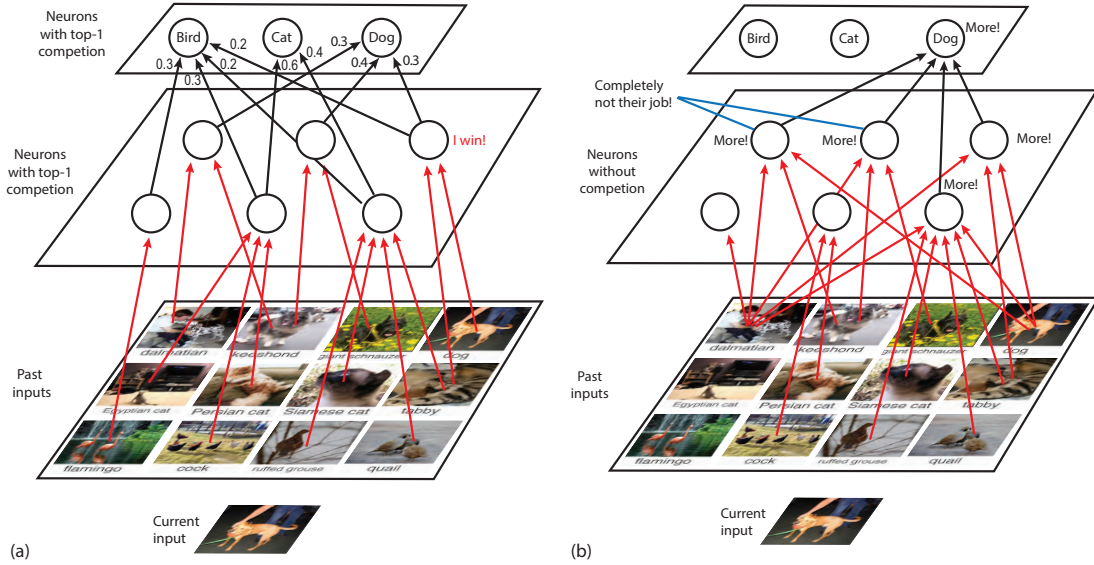 Neurons
with top-1
competion
Bird
Cat
Dog
0.2
0.3
0.2
0.3
0.6
0.4
0.3
0.4
0.3
I win!
Neurons
with top-1
competion
Past
inputs
dalmatian
keeshond
giant schnauzer
dog
Egyptian cat
Persian cat
Siamese cat
tabby
flamingo
cock
ruffed grouse
quail
Current
input
(a)
Bird
Cat
Dog
More!
Completely
not their job!
More!
More!
More!
More!
Neurons
without
competion
Past
inputs
dalmatian
keeshond
giant schnauzer
dog
Egyptian cat
Persian cat
Siamese cat
tabby
flamingo
cock
ruffed grouse
quail
Current
input
(b)